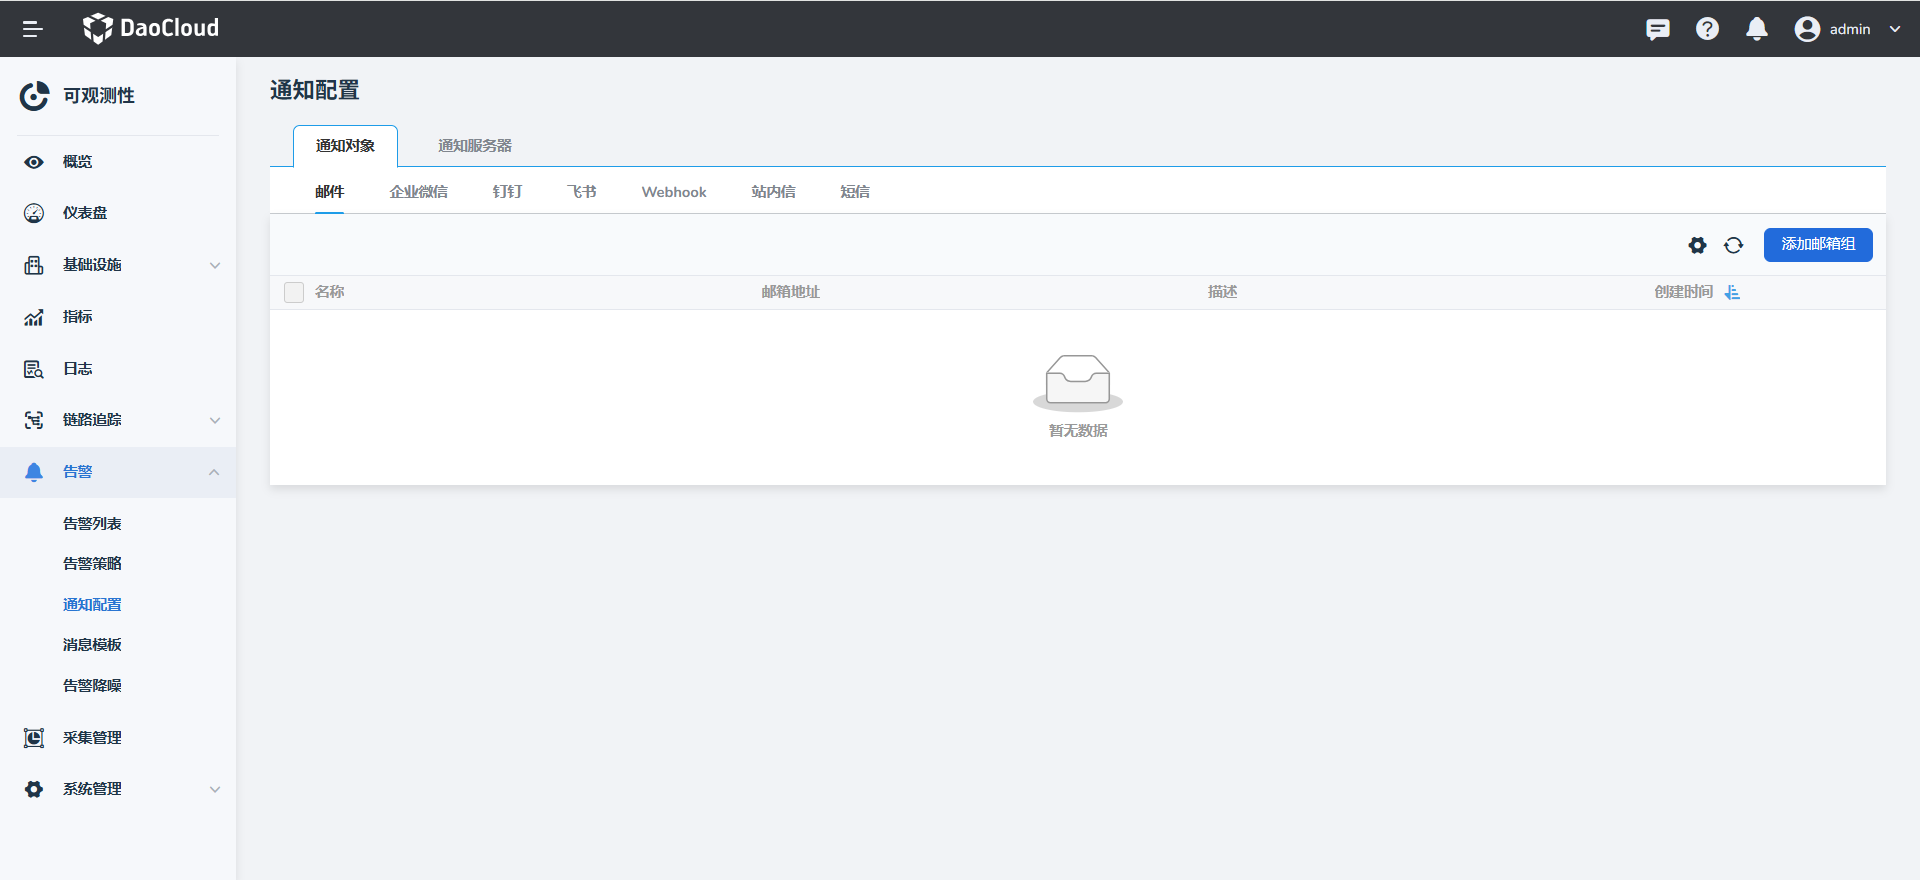 DaoCloud
admin
可观测性
概览
仪表盘
基础设施
指标
日志
链路追踪
告警
告警列表
告警策略
通知配置
消息模板
告警降噪
采集管理
系统管理
通知配置
通知对象 通知服务器
邮件 企业微信 钉钉 飞书 Webhook 站内信 短信
添加邮箱组
名称 邮箱地址 描述 创建时间
暂无数据